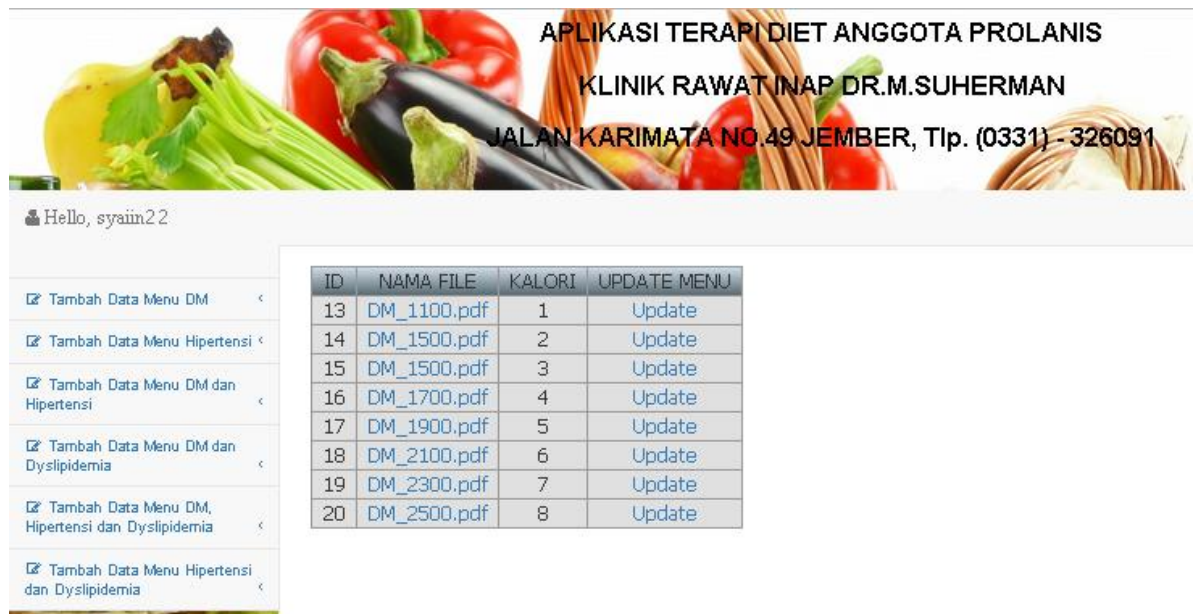 APLIKASI TERAPI DIET ANGGOTA PROLANIS
KLINIK RAWAT INAP DR.M.SUHERMAN
JALAN KARIMATA NO.49 JEMBER, Tlp. (0331) - 326091
Hello, syaiin22
Tambah Data Menu DM
Tambah Data Menu Hipertensi
Tambah Data Menu DM dan
Hipertensi
Tambah Data Menu DM dan
Dyslipidemia
Tambah Data Menu DM,
Hipertensi dan Dyslipidemia
Tambah Data Menu Hipertensi
dan Dyslipidemia
ID NAMA FILE KALORI UPDATE MENU
13 DM_1100.pdf 1 Update
14 DM_1500.pdf 2 Update
15 DM_1500.pdf 3 Update
16 DM_1700.pdf 4 Update
17 DM_1900.pdf 5 Update
18 DM_2100.pdf 6 Update
19 DM_2300.pdf 7 Update
20 DM_2500.pdf 8 Update